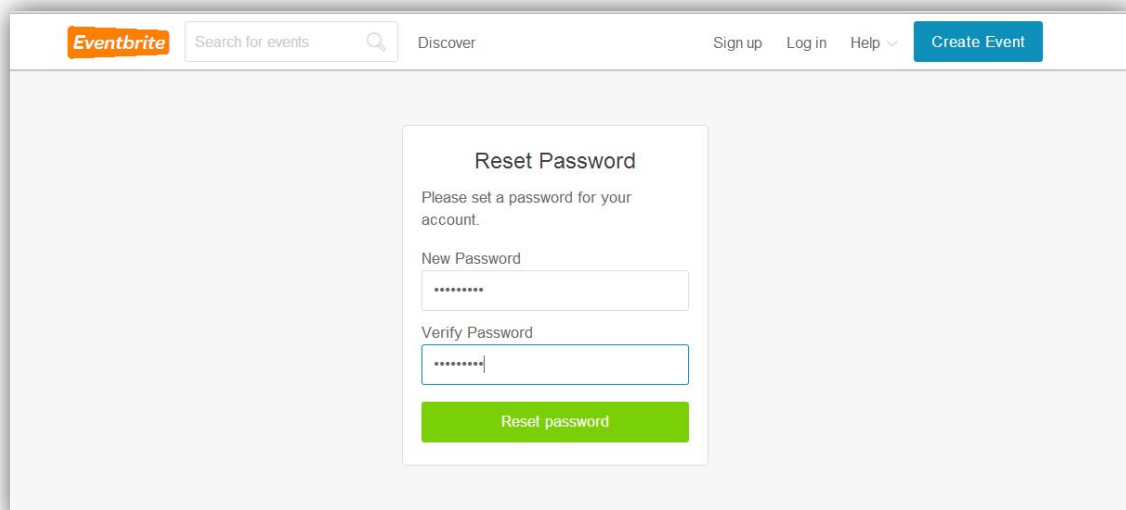 Eventbrite Search for events Discover Sign up Log in Help Create Event
Reset Password
Please set a password for your
account.
New Password
•••••••••
Verify Password
•••••••••
Reset password